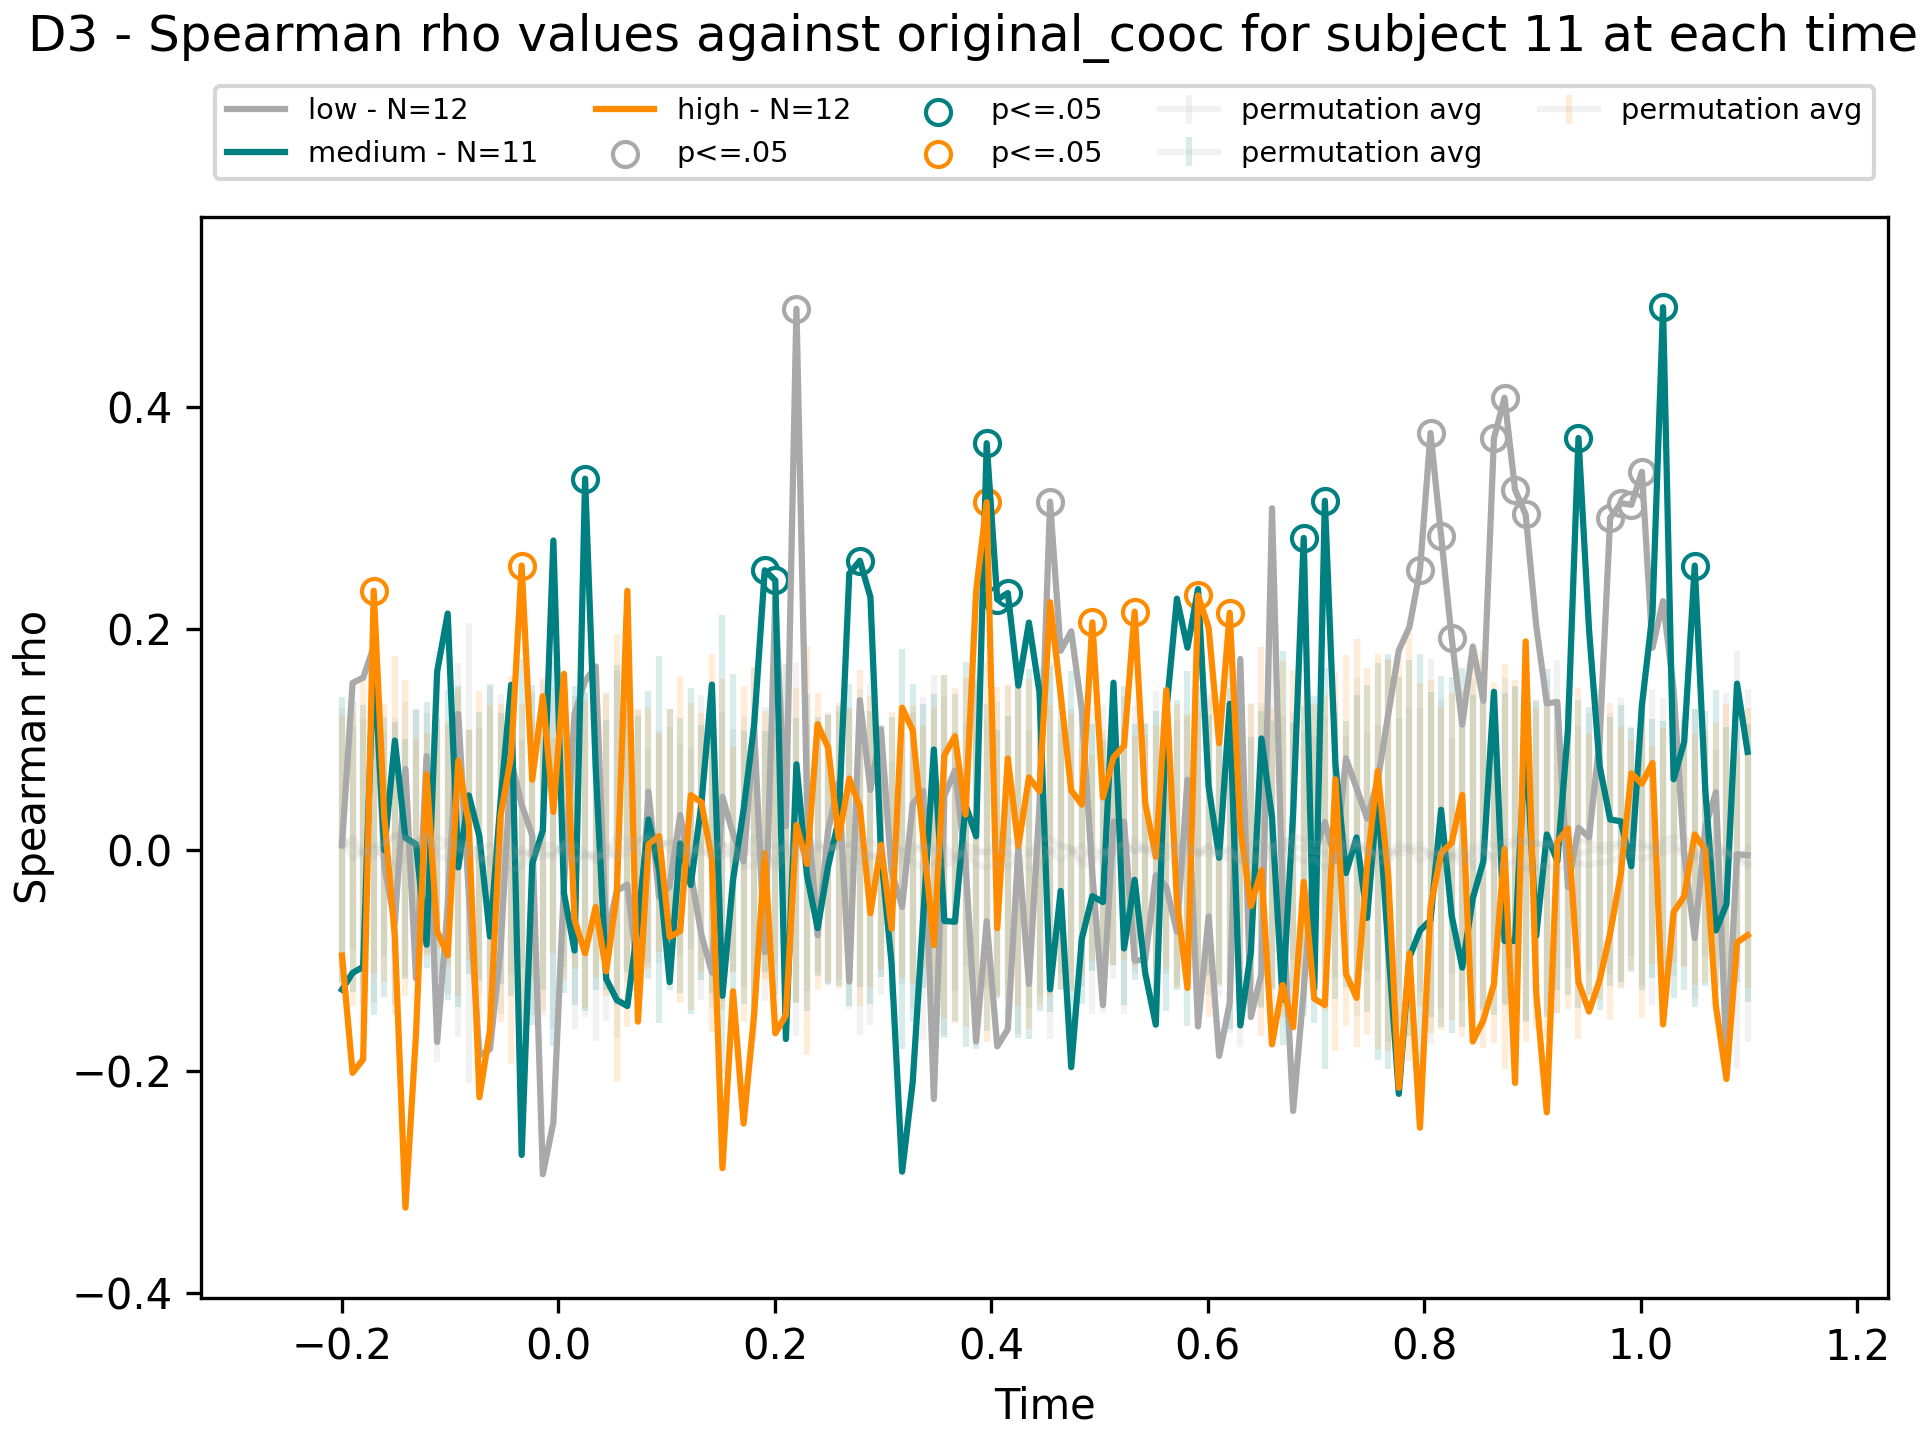 D3 - Spearman rho values against original_cooc for subject 11 at each time
low - N=12 high - N=12 p<=.05 permutation avg permutation avg
medium - N=11 p<=.05 p<=.05 permutation avg
0.4
0.2
0.0
−0.2
−0.4
Spearman rho
−0.2 0.0 0.2 0.4 0.6 0.8 1.0 1.2
Time